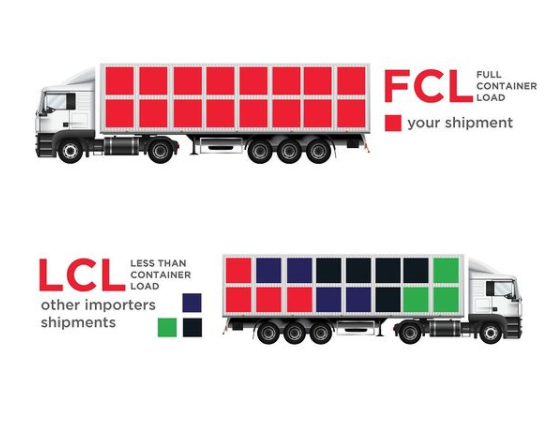 FCL
FULL
CONTAINER
LOAD
your shipment
LCL
LESS THAN
CONTAINER
LOAD
other importers
shipments